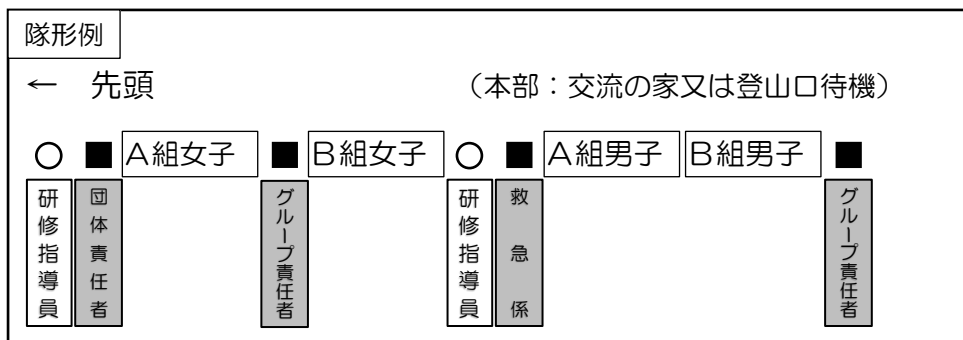 隊形例
← 先頭 （本部：交流の家又は登山口待機）
○ ■ A組女子 ■ B組女子 ○ ■ A組男子 B組男子 ■
研修指導員
団体責任者
グループ責任者
研修指導員
救急係
グループ責任者